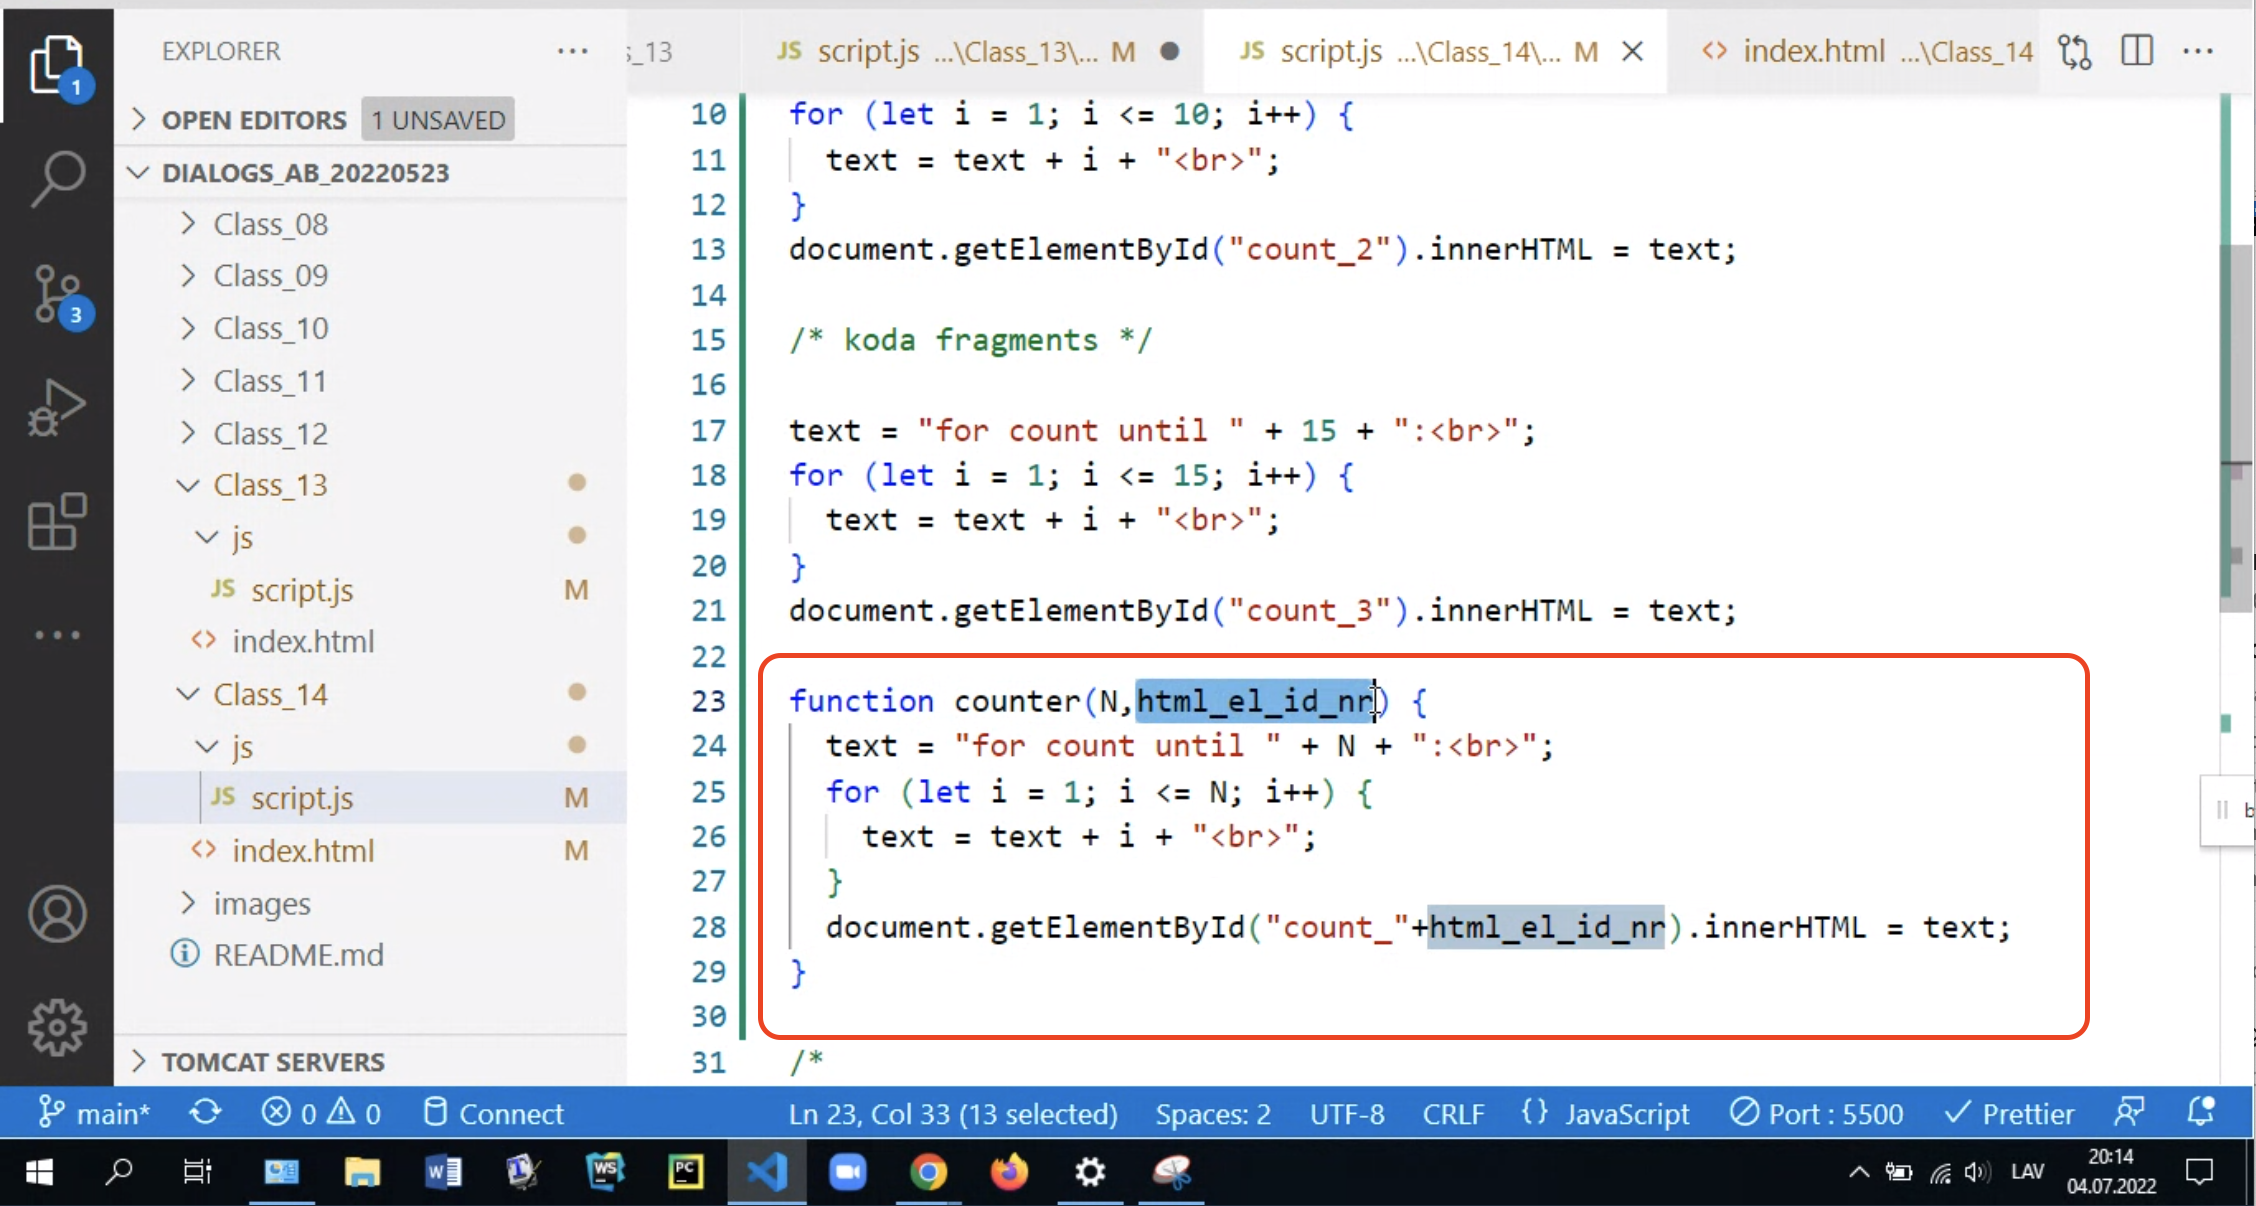 EXPLORER ···
s_13
JS script.js ...\Class_13\... M
JS script.js ...\Class_14\... M
<> index.html ...\Class_14
1
OPEN EDITORS 1 UNSAVED
DIALOGS_AB_20220523
Class_08
Class_09
3
Class_10
Class_11
Class_12
Class_13
js
JS script.js M
<> index.html
Class_14
js
JS script.js M
<> index.html M
images
README.md
TOMCAT SERVERS
10 for (let i = 1; i <= 10; i++) {
11 text = text + i + "<br>";
12 }
13 document.getElementById("count_2").innerHTML = text;
14
15 /* koda fragments */
16
17 text = "for count until " + 15 + ":<br>";
18 for (let i = 1; i <= 15; i++) {
19 text = text + i + "<br>";
20 }
21 document.getElementById("count_3").innerHTML = text;
22
23 function counter(N,html_el_id_nr) {
24 text = "for count until " + N + ":<br>";
25 for (let i = 1; i <= N; i++) {
26 text = text + i + "<br>";
27 }
28 document.getElementById("count_"+html_el_id_nr).innerHTML = text;
29 }
30
31 /*
main* 0 0 Connect Ln 23, Col 33 (13 selected) Spaces: 2 UTF-8 CRLF {} JavaScript Port : 5500 Prettier
W WS PC LAV 20:14
04.07.2022